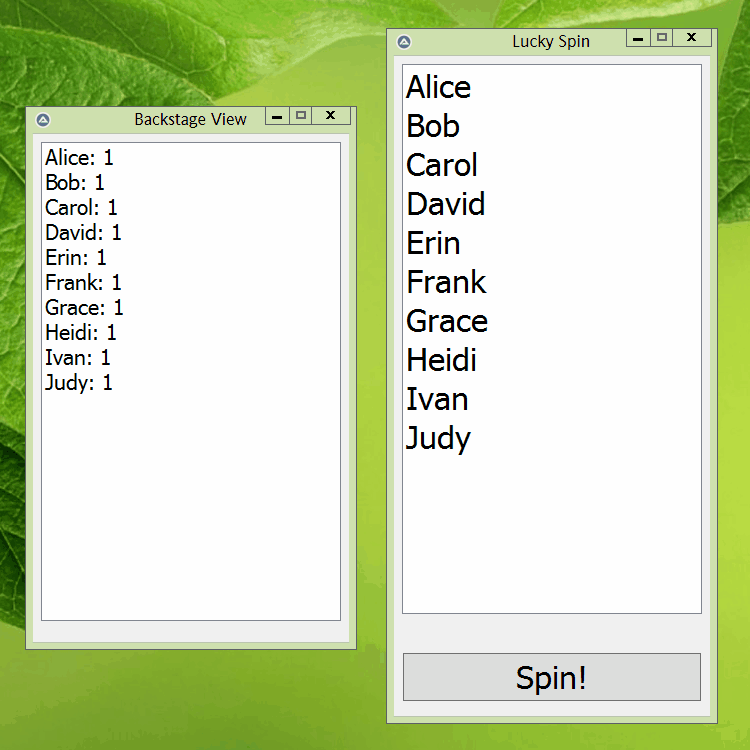 Backstage View
Alice: 1
Bob: 1
Carol: 1
David: 1
Erin: 1
Frank: 1
Grace: 1
Heidi: 1
Ivan: 1
Judy: 1
Lucky Spin
Alice
Bob
Carol
David
Erin
Frank
Grace
Heidi
Ivan
Judy
Spin!